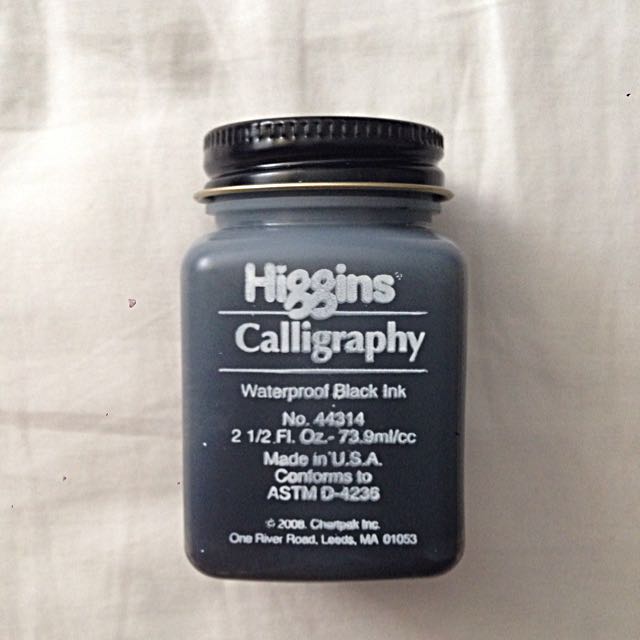 Higgins
Calligraphy
Waterproof Black Ink
No. 44314
2 1/2 Fl. Oz.- 73.9ml/cc
Made in U.S.A.
Conforms to
ASTM D-4236
© 2008. Chartpak Inc.
One River Road, Leeds, MA 01053